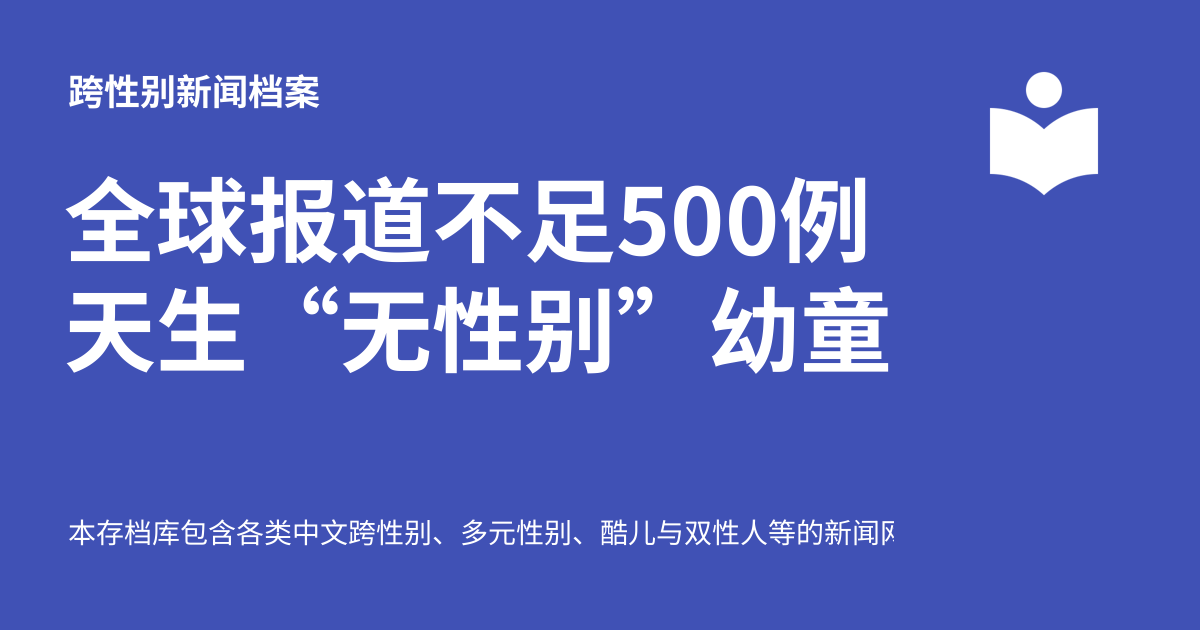 跨性别新闻档案
全球报道不足500例
天生“无性别”幼童
本存档库包含各类中文跨性别、多元性别、酷儿与双性人等的新闻